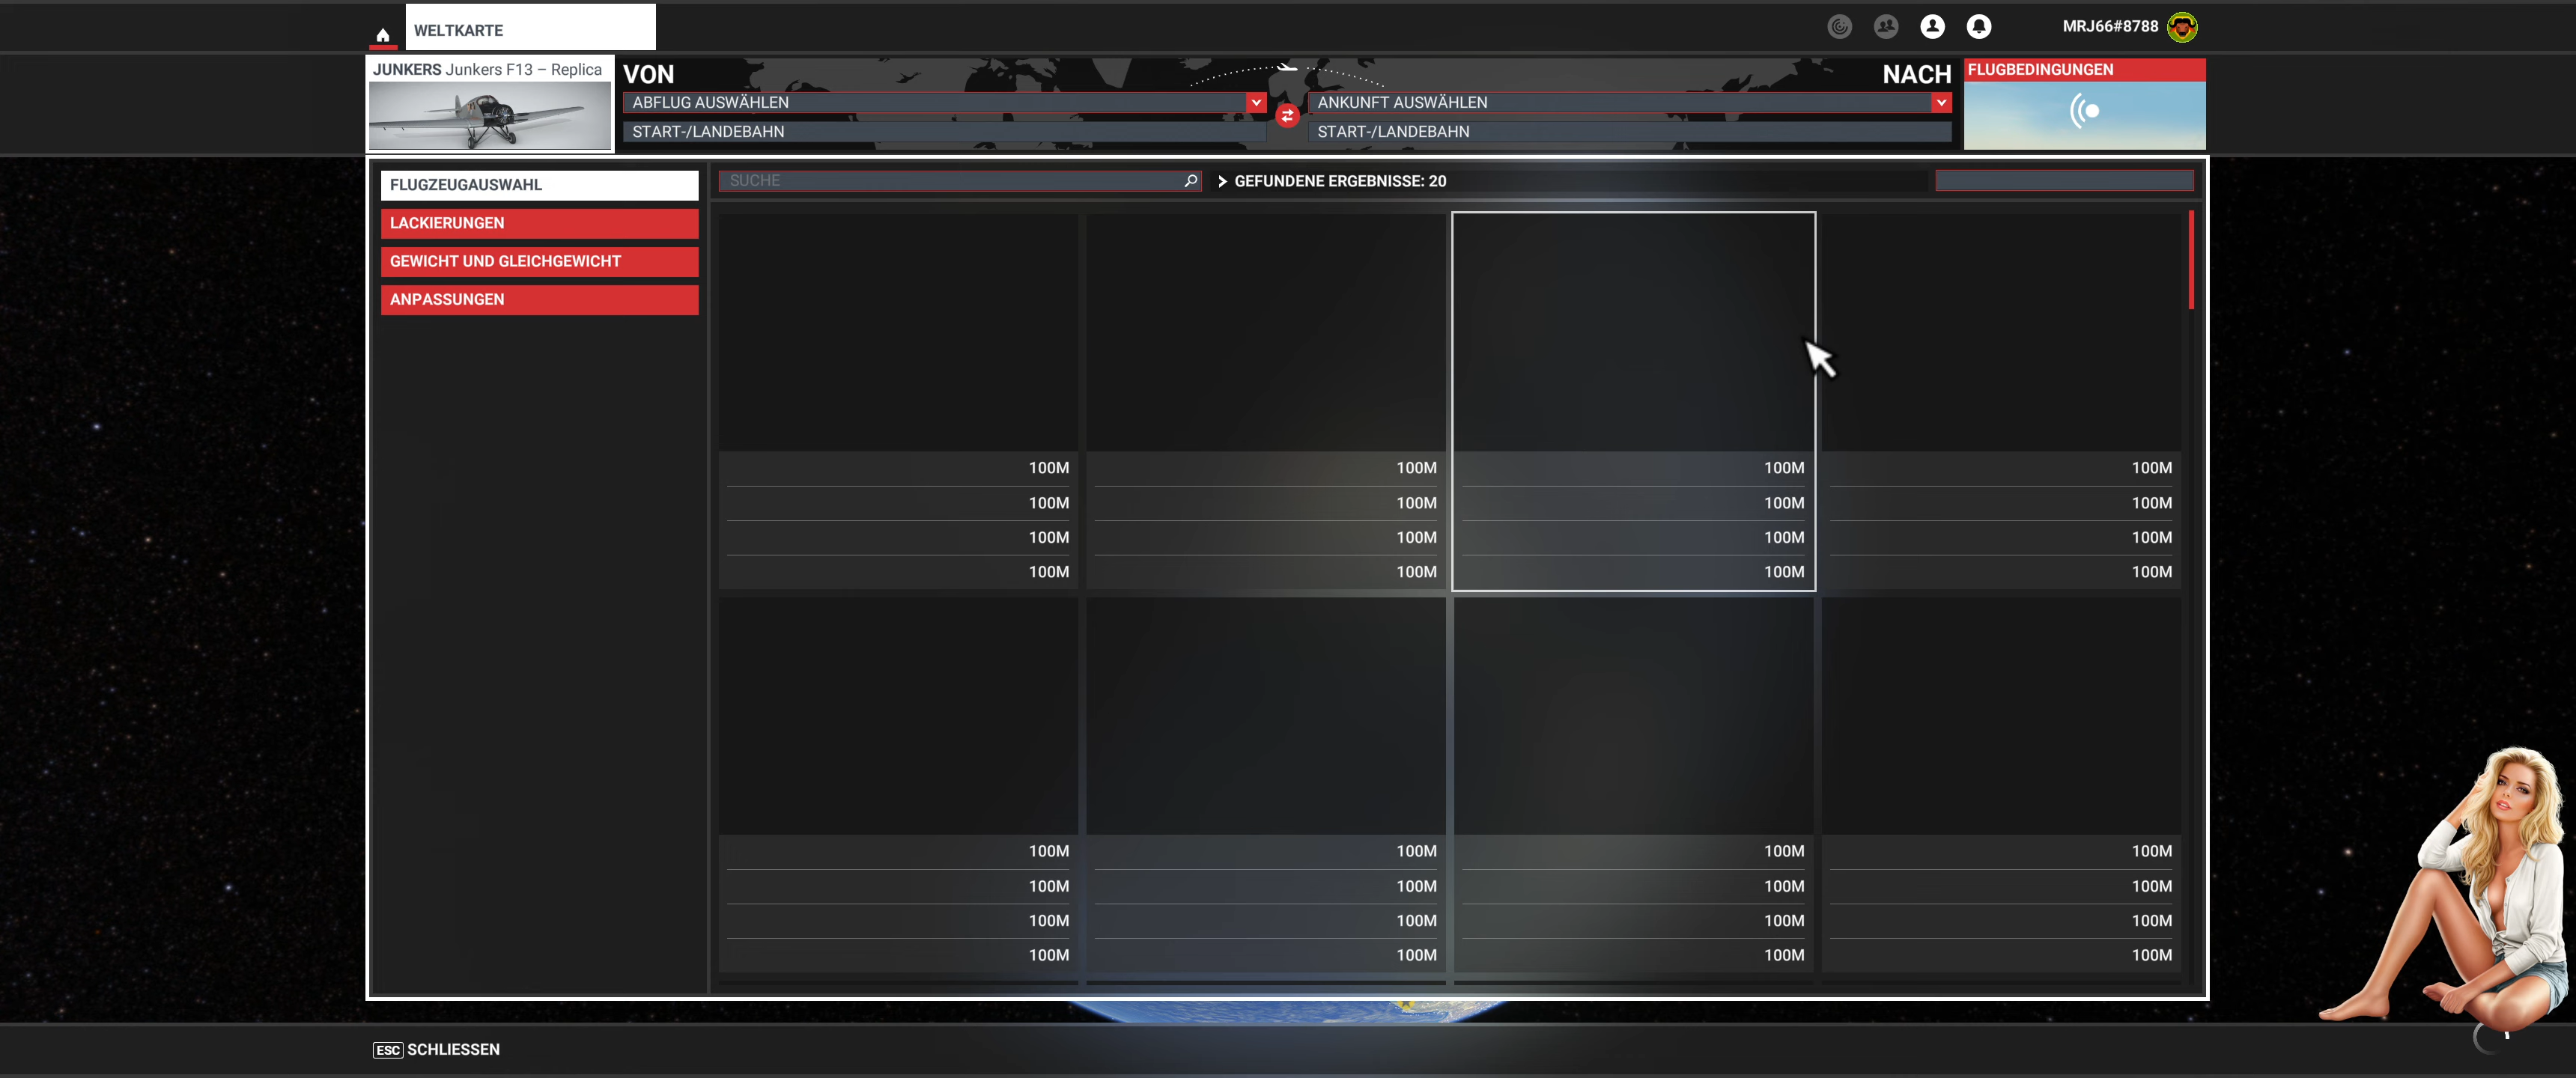 WELTKARTE
MRJ66#8788
JUNKERS Junkers F13 – Replica
VON
NACH
FLUGBEDINGUNGEN
ABFLUG AUSWÄHLEN
ANKUNFT AUSWÄHLEN
START-/LANDEBAHN
START-/LANDEBAHN
FLUGZEUGAUSWAHL
LACKIERUNGEN
GEWICHT UND GLEICHGEWICHT
ANPASSUNGEN
SUCHE
GEFUNDENE ERGEBNISSE: 20
100M 100M 100M 100M
100M 100M 100M 100M
100M 100M 100M 100M
100M 100M 100M 100M
100M 100M 100M 100M
100M 100M 100M 100M
100M 100M 100M 100M
100M 100M 100M 100M
ESC SCHLIESSEN